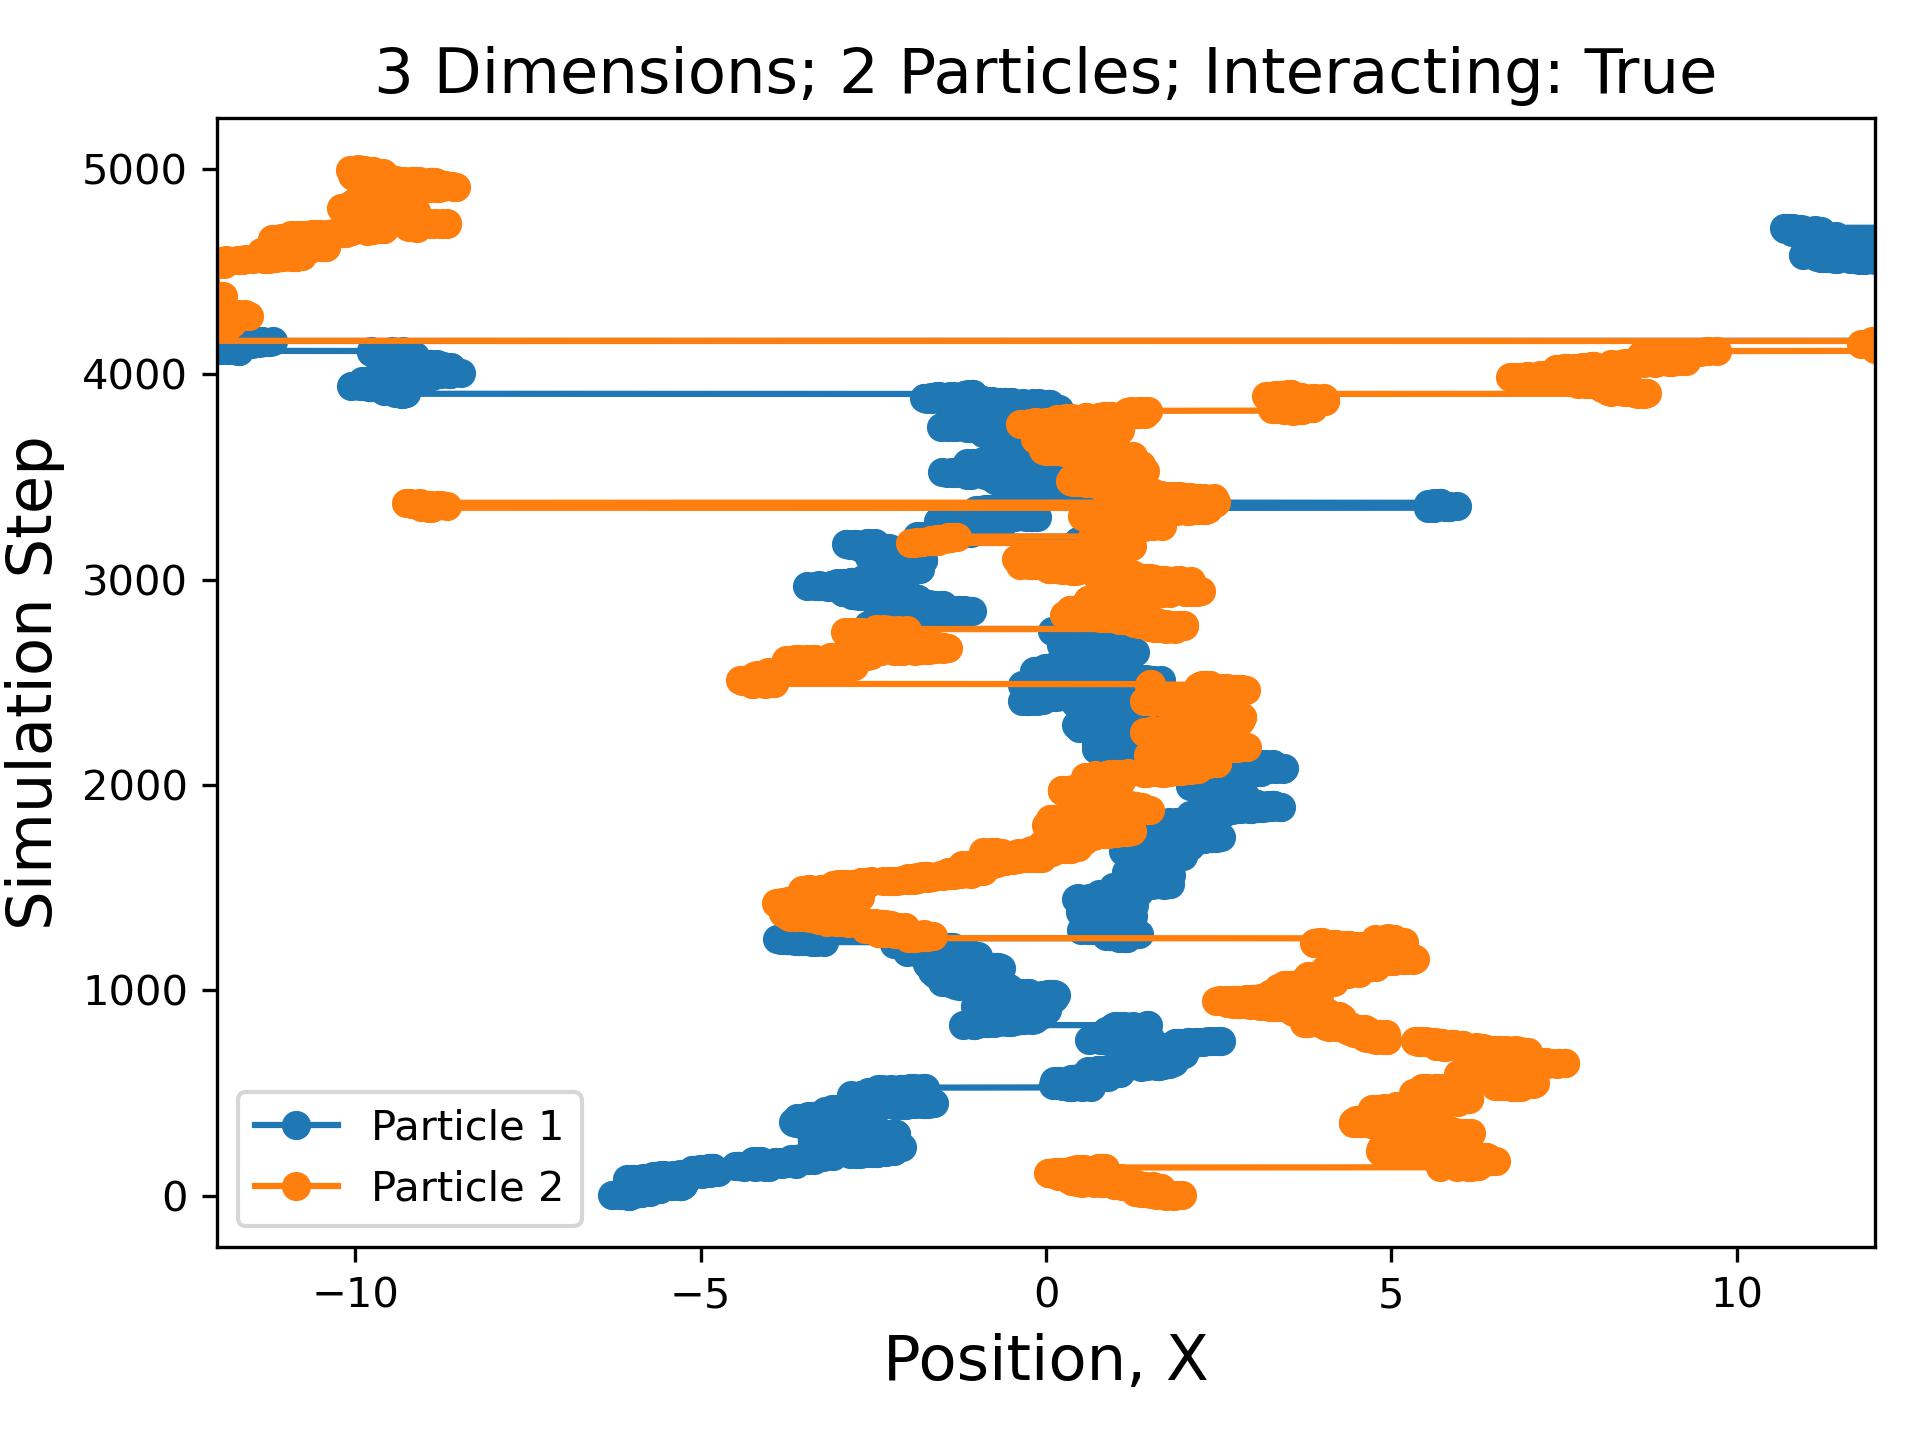 3 Dimensions; 2 Particles; Interacting: True
5000
4000
3000
2000
1000
0
Simulation Step
Particle 1
Particle 2
−10
−5
0
5
10
Position, X